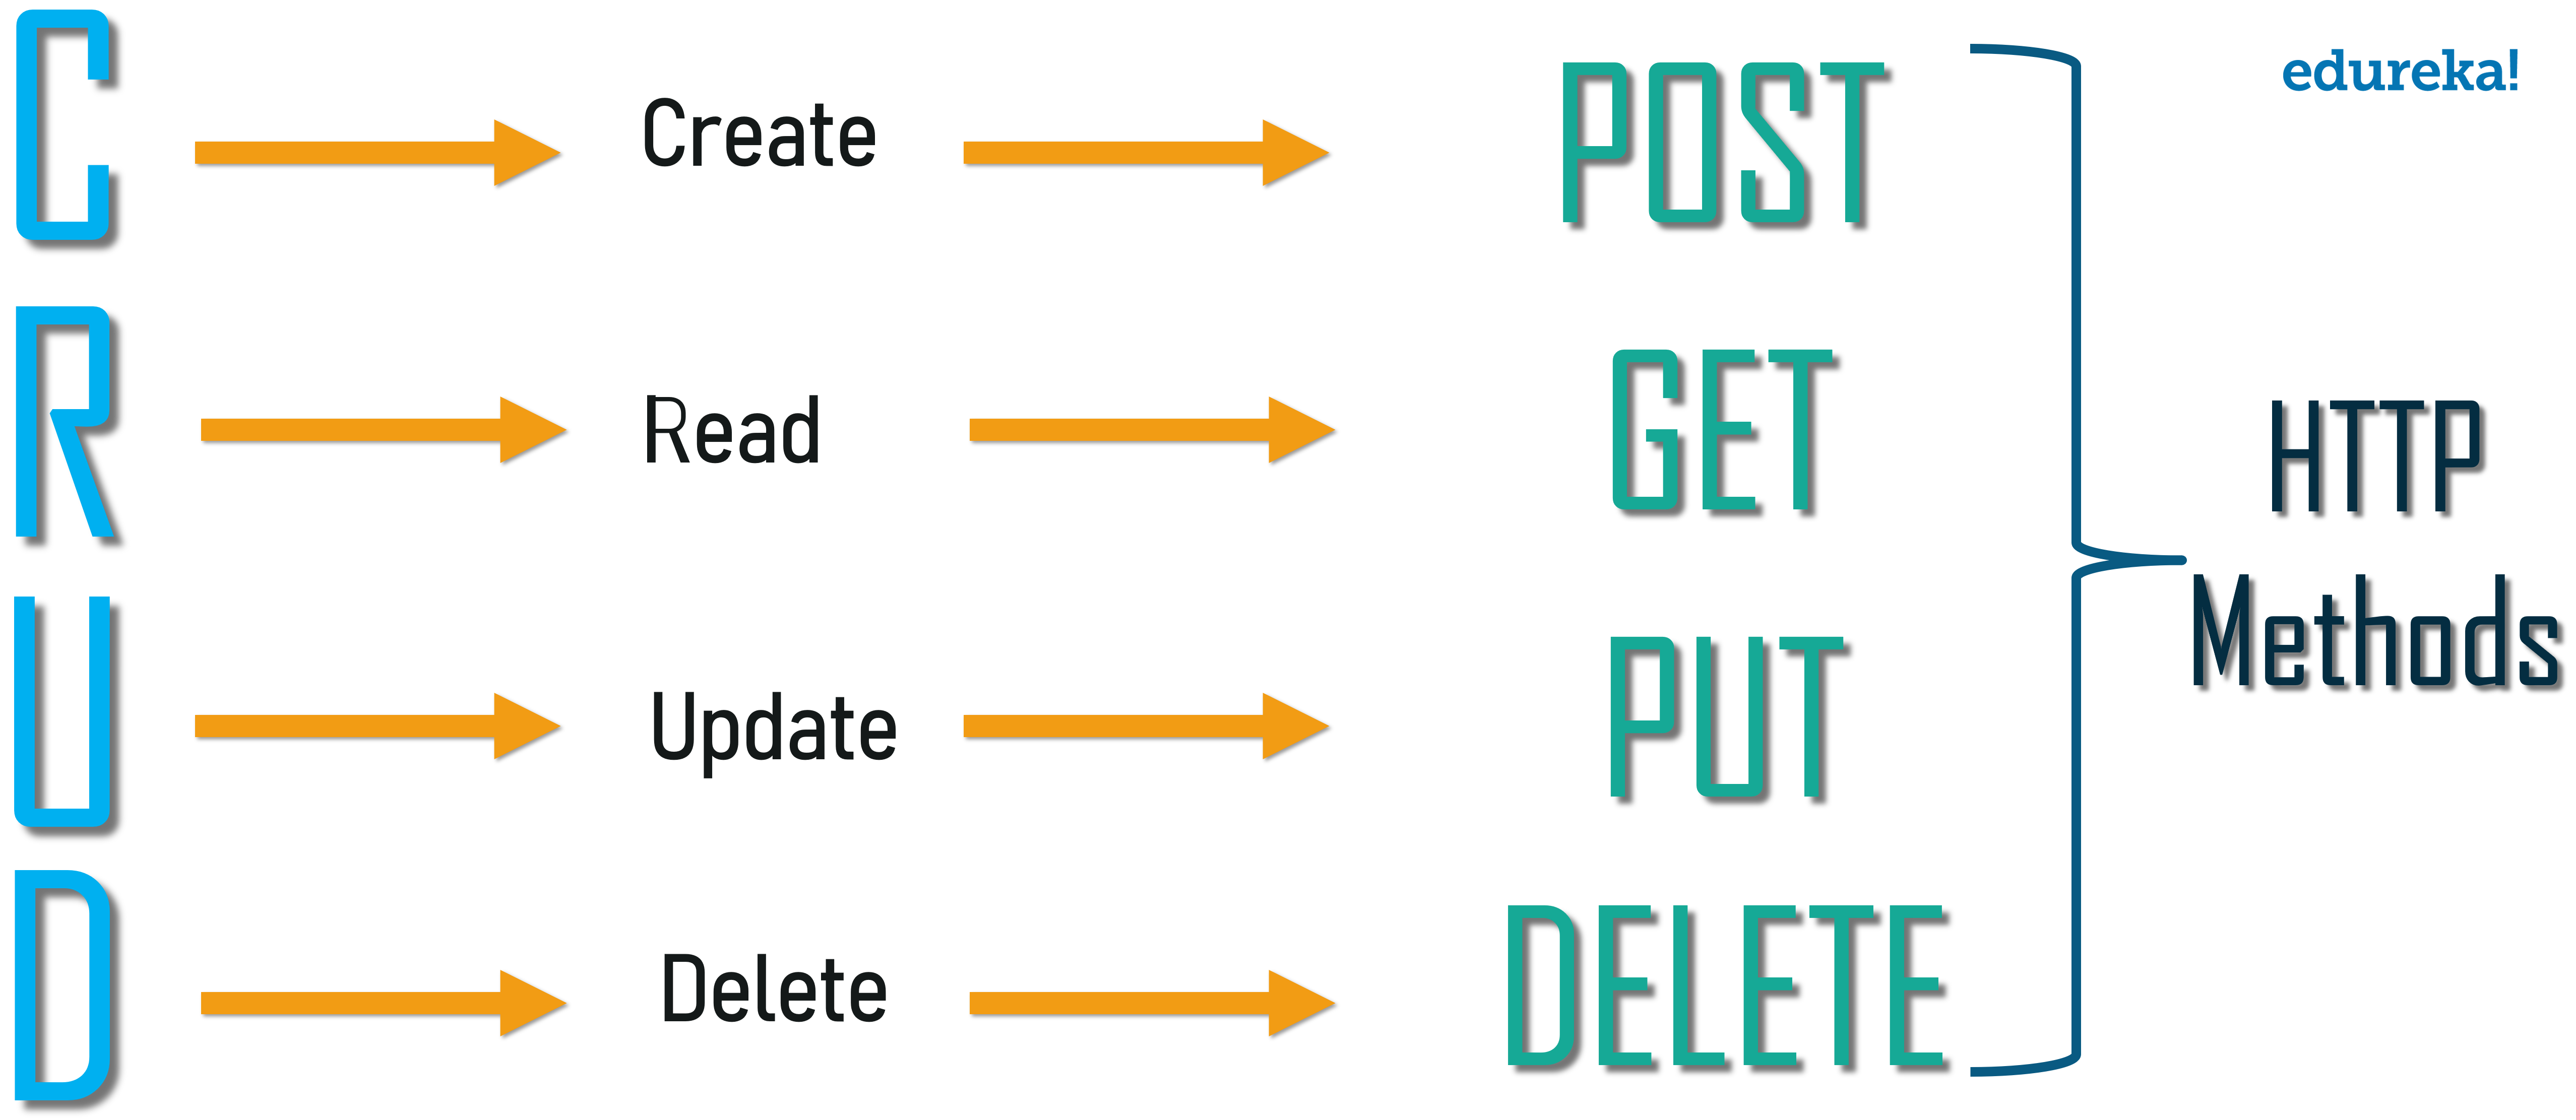 C Create POST edureka!
R Read GET HTTP
U Update PUT Methods
D Delete DELETE